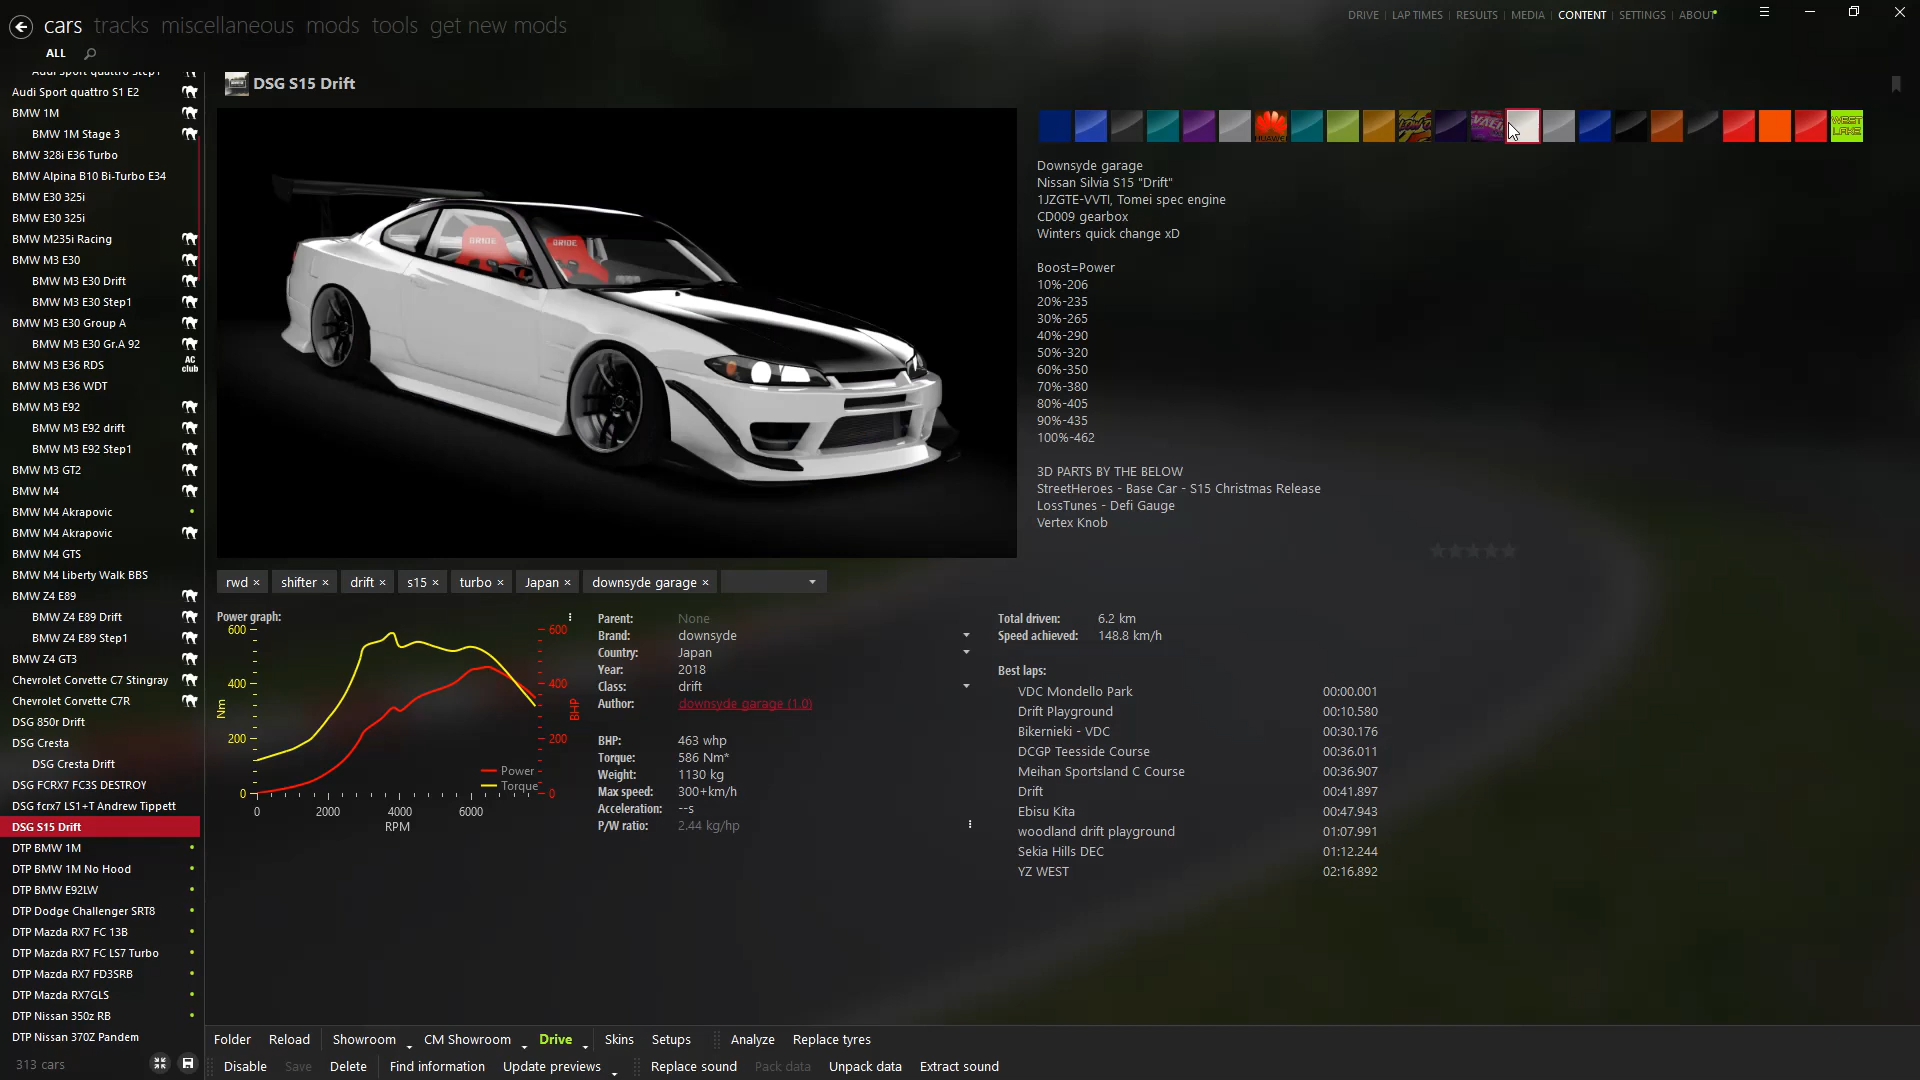 cars tracks miscellaneous mods tools get new mods
DRIVE LAP TIMES RESULTS MEDIA CONTENT SETTINGS ABOUT
ALL
Audi Sport quattro Step1
Audi Sport quattro S1 E2
BMW 1M
BMW 1M Stage 3
BMW 328i E36 Turbo
BMW Alpina B10 Bi-Turbo E34
BMW E30 325i
BMW E30 325i
BMW M235i Racing
BMW M3 E30
BMW M3 E30 Drift
BMW M3 E30 Step1
BMW M3 E30 Group A
BMW M3 E30 Gr.A 92
BMW M3 E36 RDS
AC
club
BMW M3 E36 WDT
BMW M3 E92
BMW M3 E92 drift
BMW M3 E92 Step1
BMW M3 GT2
BMW M4
BMW M4 Akrapovic
BMW M4 Akrapovic
BMW M4 GTS
BMW M4 Liberty Walk BBS
BMW Z4 E89
BMW Z4 E89 Drift
BMW Z4 E89 Step1
BMW Z4 GT3
Chevrolet Corvette C7 Stingray
Chevrolet Corvette C7R
DSG 850r Drift
DSG Cresta
DSG Cresta Drift
DSG FCRX7 FC3S DESTROY
DSG fcrx7 LS1+T Andrew Tippett
DSG S15 Drift
DTP BMW 1M
DTP BMW 1M No Hood
DTP BMW E92LW
DTP Dodge Challenger SRT8
DTP Mazda RX7 FC 13B
DTP Mazda RX7 FC LS7 Turbo
DTP Mazda RX7 FD3SRB
DTP Mazda RX7GLS
DTP Nissan 350z RB
DTP Nissan 370Z Pandem
313 cars
DSG S15 Drift
BRIDE
BRIDE
HUAWEI
WEST
LAKE
Downsyde garage
Nissan Silvia S15 "Drift"
1JZGTE-VVTI, Tomei spec engine
CD009 gearbox
Winters quick change xD
Boost=Power
10%-206
20%-235
30%-265
40%-290
50%-320
60%-350
70%-380
80%-405
90%-435
100%-462
3D PARTS BY THE BELOW
StreetHeroes - Base Car - S15 Christmas Release
LossTunes - Defi Gauge
Vertex Knob
rwd × shifter × drift × s15 × turbo × Japan × downsyde garage ×
Power graph:
600
400
200
0
Nm
600
400
200
0
BHP
Power
Torque
0 2000 4000 6000
RPM
Parent: None
Brand: downsyde
Country: Japan
Year: 2018
Class: drift
Author: downsyde garage (1.0)
BHP: 463 whp
Torque: 586 Nm*
Weight: 1130 kg
Max speed: 300+km/h
Acceleration: --s
P/W ratio: 2.44 kg/hp
Total driven: 6.2 km
Speed achieved: 148.8 km/h
Best laps:
VDC Mondello Park 00:00.001
Drift Playground 00:10.580
Bikernieki - VDC 00:30.176
DCGP Teesside Course 00:36.011
Meihan Sportsland C Course 00:36.907
Drift 00:41.897
Ebisu Kita 00:47.943
woodland drift playground 01:07.991
Sekia Hills DEC 01:12.244
YZ WEST 02:16.892
Folder Reload Showroom CM Showroom Drive Skins Setups Analyze Replace tyres
Disable Save Delete Find information Update previews Replace sound Pack data Unpack data Extract sound